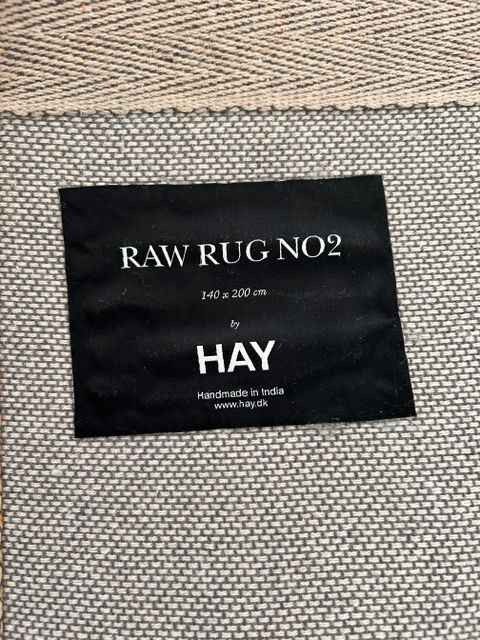 RAW RUG NO2
140 x 200 cm
by
HAY
Handmade in India
www.hay.dk